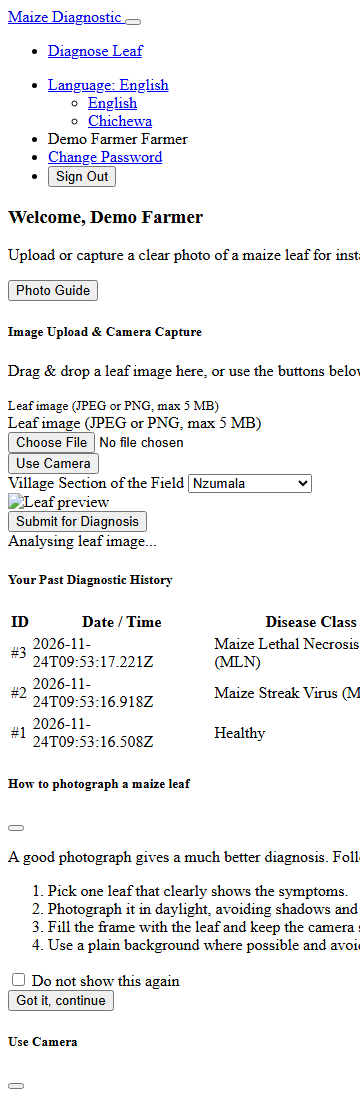 Maize Diagnostic
Diagnose Leaf
Language: English
English
Chichewa
Demo Farmer Farmer
Change Password
Sign Out
Welcome, Demo Farmer
Upload or capture a clear photo of a maize leaf for
Photo Guide
Image Upload & Camera Capture
Drag & drop a leaf image here, or use the buttons
Leaf image (JPEG or PNG, max 5 MB)
Leaf image (JPEG or PNG, max 5 MB)
Choose File No file chosen
Use Camera
Village Section of the Field Nzumala
Leaf preview
Submit for Diagnosis
Analysing leaf image...
Your Past Diagnostic History
ID Date / Time Disease Class
#3 2026-11-24T09:53:17.221Z Maize Lethal Necrosis (MLN)
#2 2026-11-24T09:53:16.918Z Maize Streak Virus
#1 2026-11-24T09:53:16.508Z Healthy
How to photograph a maize leaf
A good photograph gives a much better diagnosis.
1. Pick one leaf that clearly shows the symptoms.
2. Photograph it in daylight, avoiding shadows and
3. Fill the frame with the leaf and keep the camera
4. Use a plain background where possible and
Do not show this again
Got it, continue
Use Camera